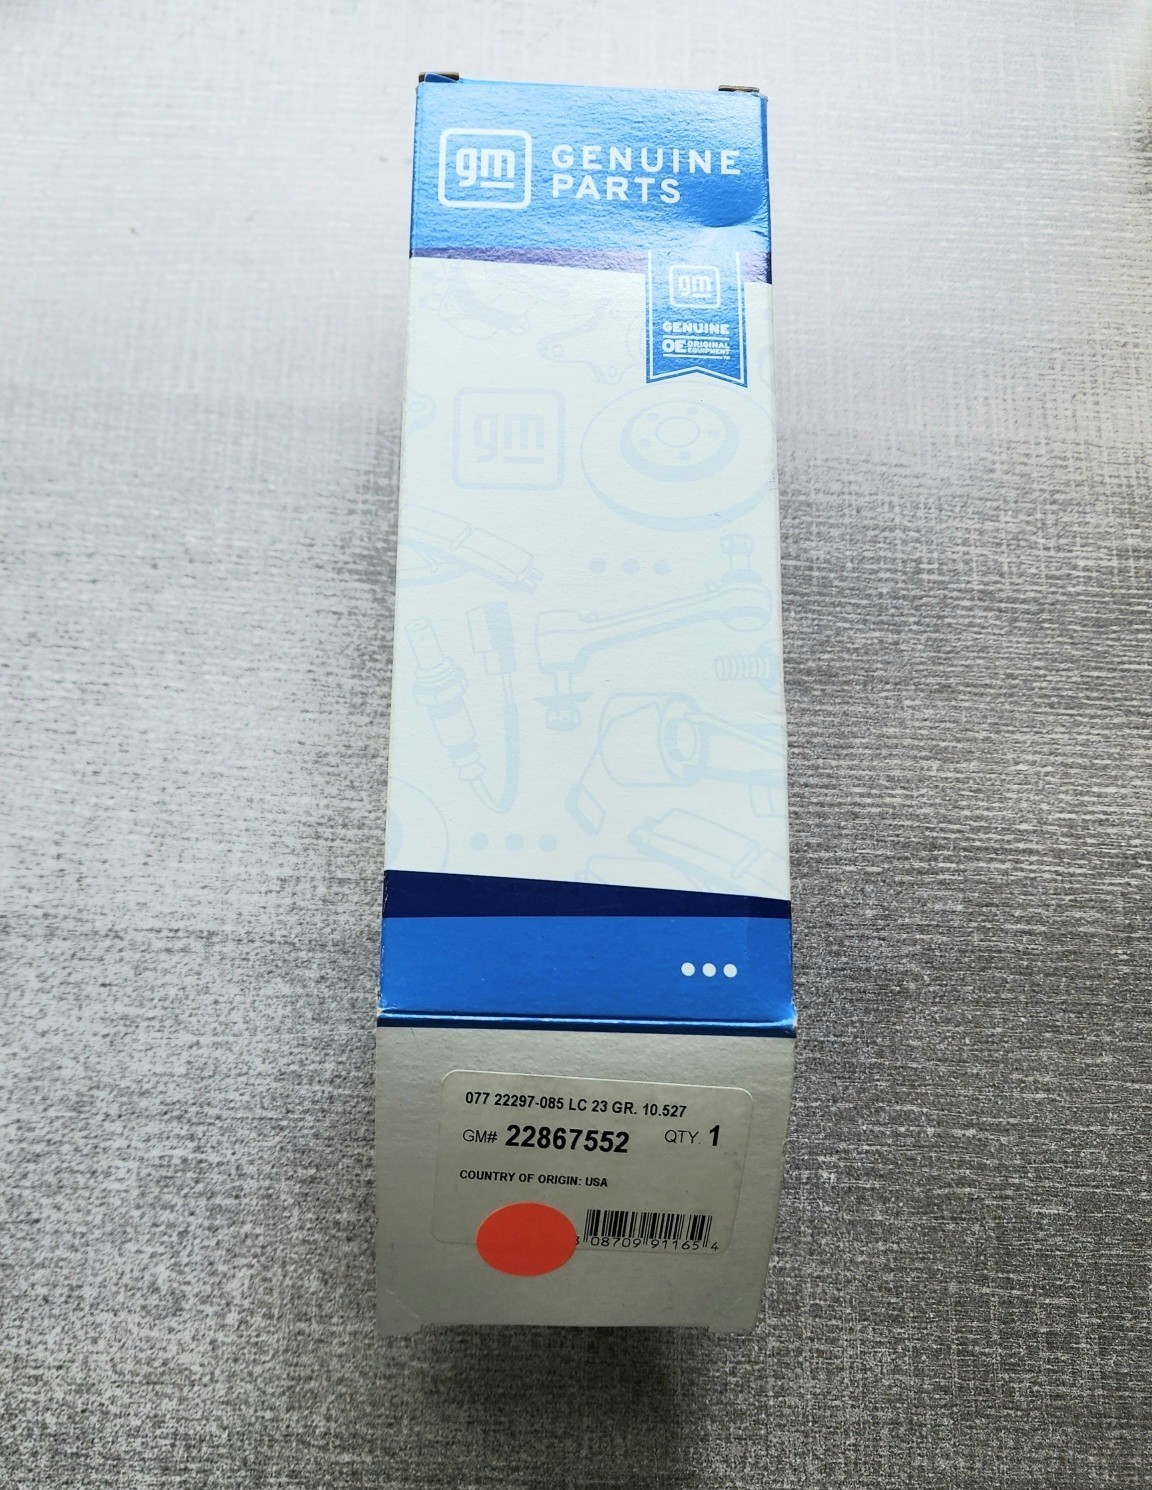 gm
GENUINE
PARTS
gm
GENUINE
OE ORIGINAL
EQUIPMENT™
gm
077 22297-085 LC 23 GR. 10.527
GM# 22867552 QTY. 1
COUNTRY OF ORIGIN: USA
08709 91165 4